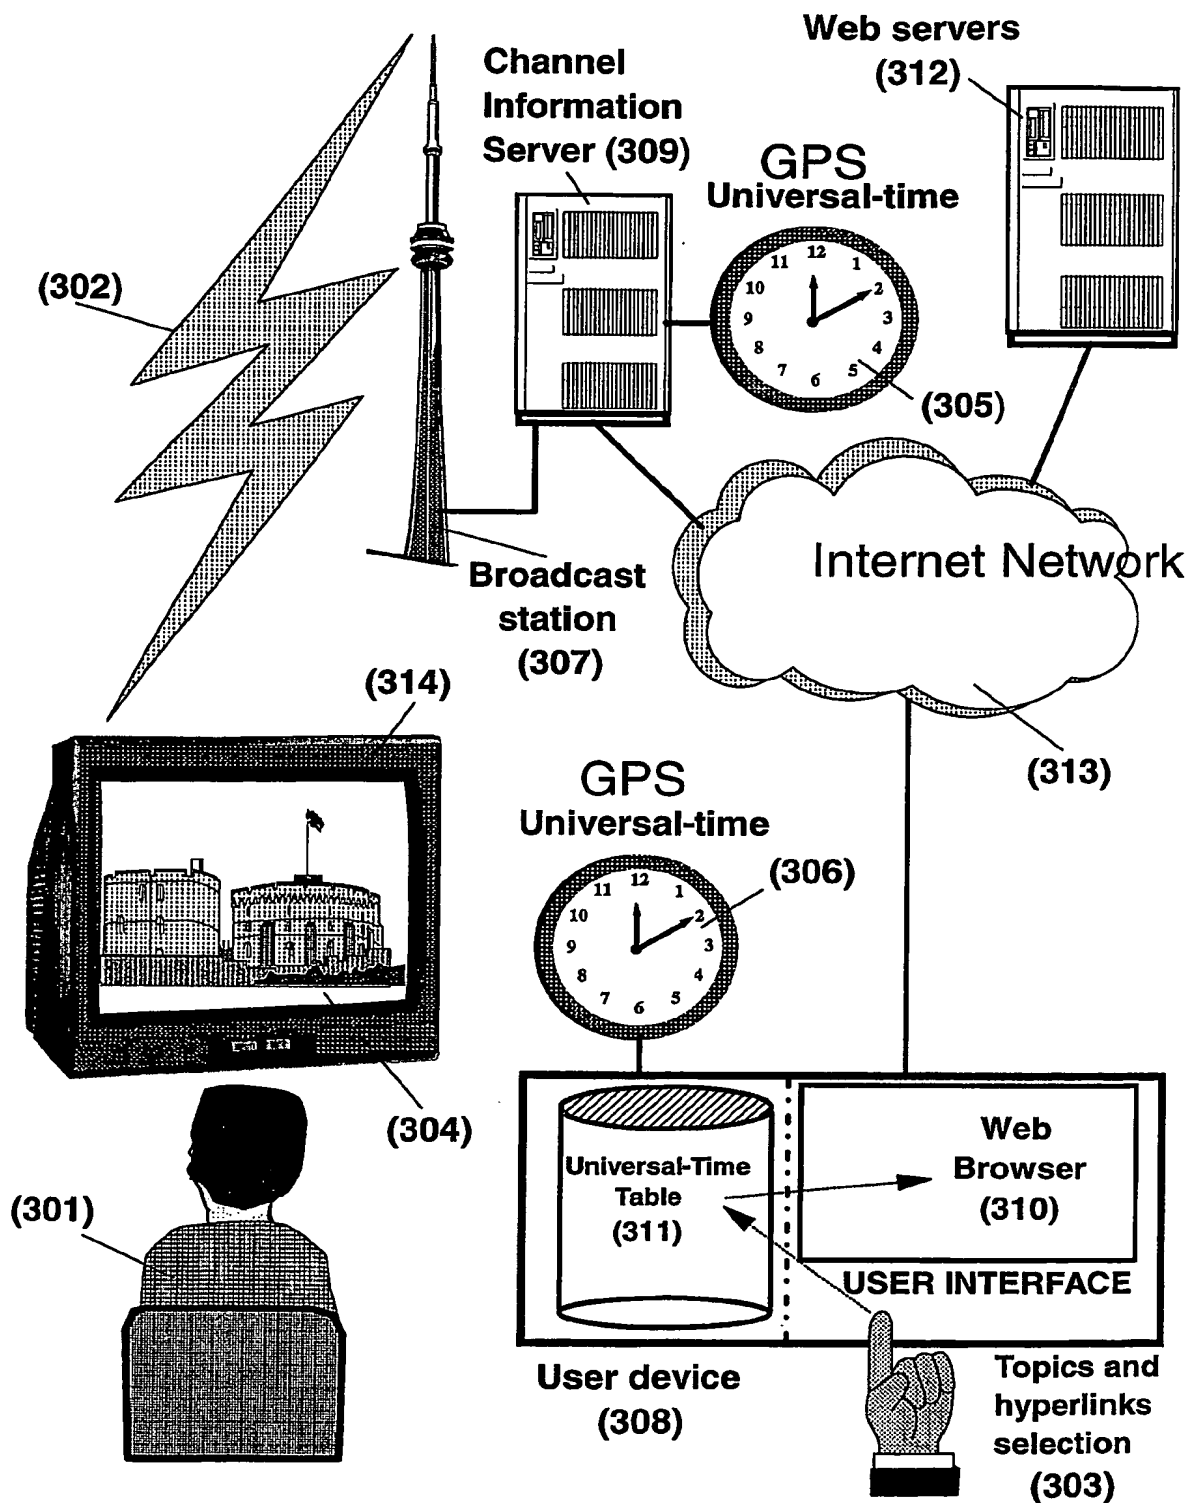 Web servers
(312)
Channel
Information
Server (309)
GPS
Universal-time
12
1
2
3
4
5
6
7
8
9
10
11
(302)
(305)
Internet Network
Broadcast
station
(307)
(314)
(313)
GPS
Universal-time
(306)
12
1
2
3
4
5
6
7
8
9
10
11
(304)
(301)
Universal-Time
Table
(311)
Web
Browser
(310)
USER INTERFACE
User device
(308)
Topics and
hyperlinks
selection
(303)